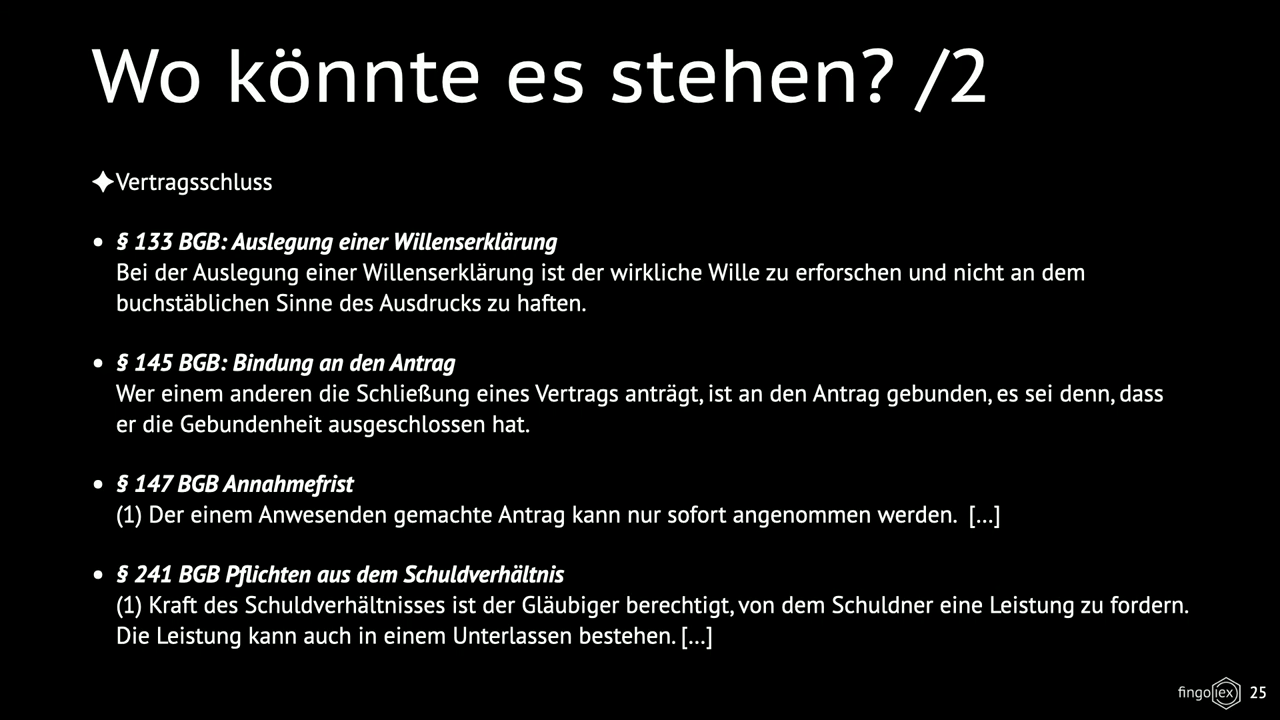 Wo könnte es stehen? /2
✦Vertragsschluss
• § 133 BGB: Auslegung einer Willenserklärung
Bei der Auslegung einer Willenserklärung ist der wirkliche Wille zu erforschen und nicht an dem
buchstäblichen Sinne des Ausdrucks zu haften.
• § 145 BGB: Bindung an den Antrag
Wer einem anderen die Schließung eines Vertrags anträgt, ist an den Antrag gebunden, es sei denn, dass
er die Gebundenheit ausgeschlossen hat.
• § 147 BGB Annahmefrist
(1) Der einem Anwesenden gemachte Antrag kann nur sofort angenommen werden. [...]
• § 241 BGB Pflichten aus dem Schuldverhältnis
(1) Kraft des Schuldverhältnisses ist der Gläubiger berechtigt, von dem Schuldner eine Leistung zu fordern.
Die Leistung kann auch in einem Unterlassen bestehen. [...]
fingolex 25